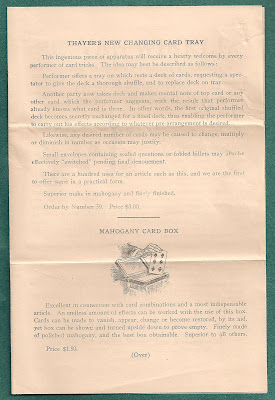 THAYER'S NEW CHANGING CARD TRAY
This ingenious piece of apparatus will receive a hearty welcome by every
performer of card tricks. The idea may best be described as follows:
Performer offers a tray on which rests a deck of cards, requesting a spec-
tator to give the deck a thorough shuffle, and to replace deck on tray.
Another party now takes deck and makes mental note of top card or any
other card which the performer suggests, with the result that performer
already knows what card is there. In other words, the first original shuffled
deck becomes secretly exchanged for a fixed deck, thus enabling the performer
to carry out his effects according to whatever pre arrangement is desired.
Likewise, any desired number of cards may be caused to change, multiply
or diminish in number as occasion may justify.
Small envelopes containing sealed questions or folded billets may also be
effectively "switched" pending final denouement.
There are a hundred uses for an article such as this, and we are the first
to offer same in a practical form.
Superior make in mahogany and finely finished.
Order by Number 50. Price
MAHOGANY CARD BOX
Excellent in connection with card combinations and a most indispensable
article. An endless amount of effects can be worked with the use of this box.
Cards can be made to vanish, appear, change or become restored, by its aid,
yet box can be shown and turned upside down to prove empty. Finely made
of polished mahogany, and the best box obtainable. Superior to all others.
Price
(Over)